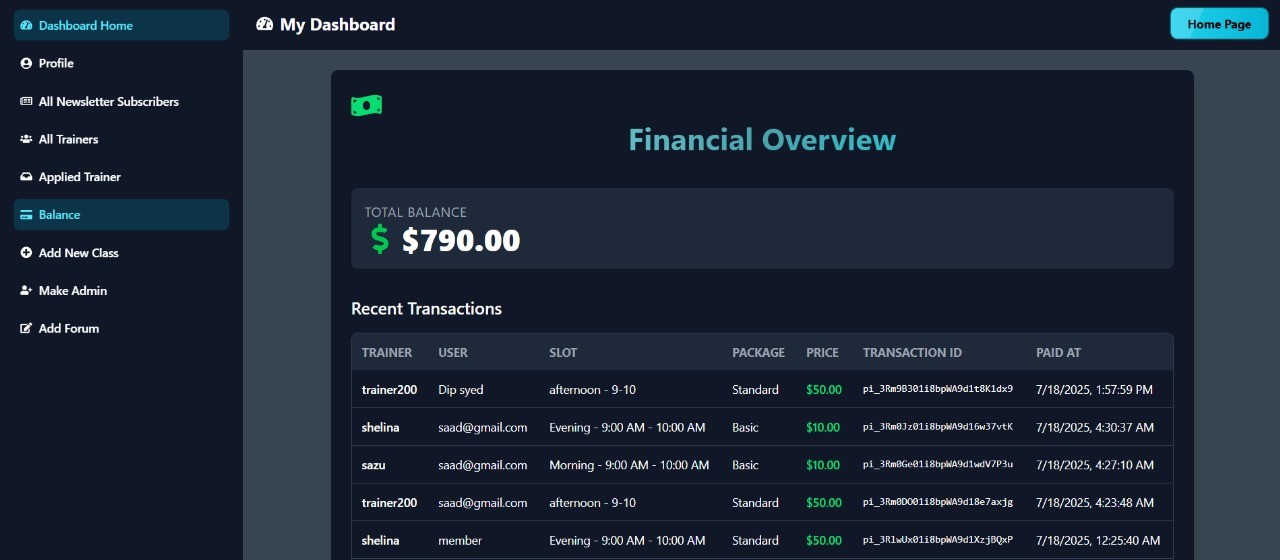 Dashboard Home
Profile
All Newsletter Subscribers
All Trainers
Applied Trainer
Balance
Add New Class
Make Admin
Add Forum
My Dashboard
Home Page
Financial Overview
TOTAL BALANCE
$ $790.00
Recent Transactions
TRAINER USER SLOT PACKAGE PRICE TRANSACTION ID PAID AT
trainer200 Dip syed afternoon - 9-10 Standard $50.00 pi_3Rm9B301i8bpWA9d1t8K1dx9 7/18/2025, 1:57:59 PM
shelina saad@gmail.com Evening - 9:00 AM - 10:00 AM Basic $10.00 pi_3Rm0Jz01i8bpWA9d16w37vtK 7/18/2025, 4:30:37 AM
sazu saad@gmail.com Morning - 9:00 AM - 10:00 AM Basic $10.00 pi_3Rm0Ge01i8bpWA9d1wdV7P3u 7/18/2025, 4:27:10 AM
trainer200 saad@gmail.com afternoon - 9-10 Standard $50.00 pi_3Rm0DO01i8bpWA9d18e7axjg 7/18/2025, 4:23:48 AM
shelina member Evening - 9:00 AM - 10:00 AM Standard $50.00 pi_3RlwUx01i8bpWA9d1XzjBQxP 7/18/2025, 12:25:40 AM